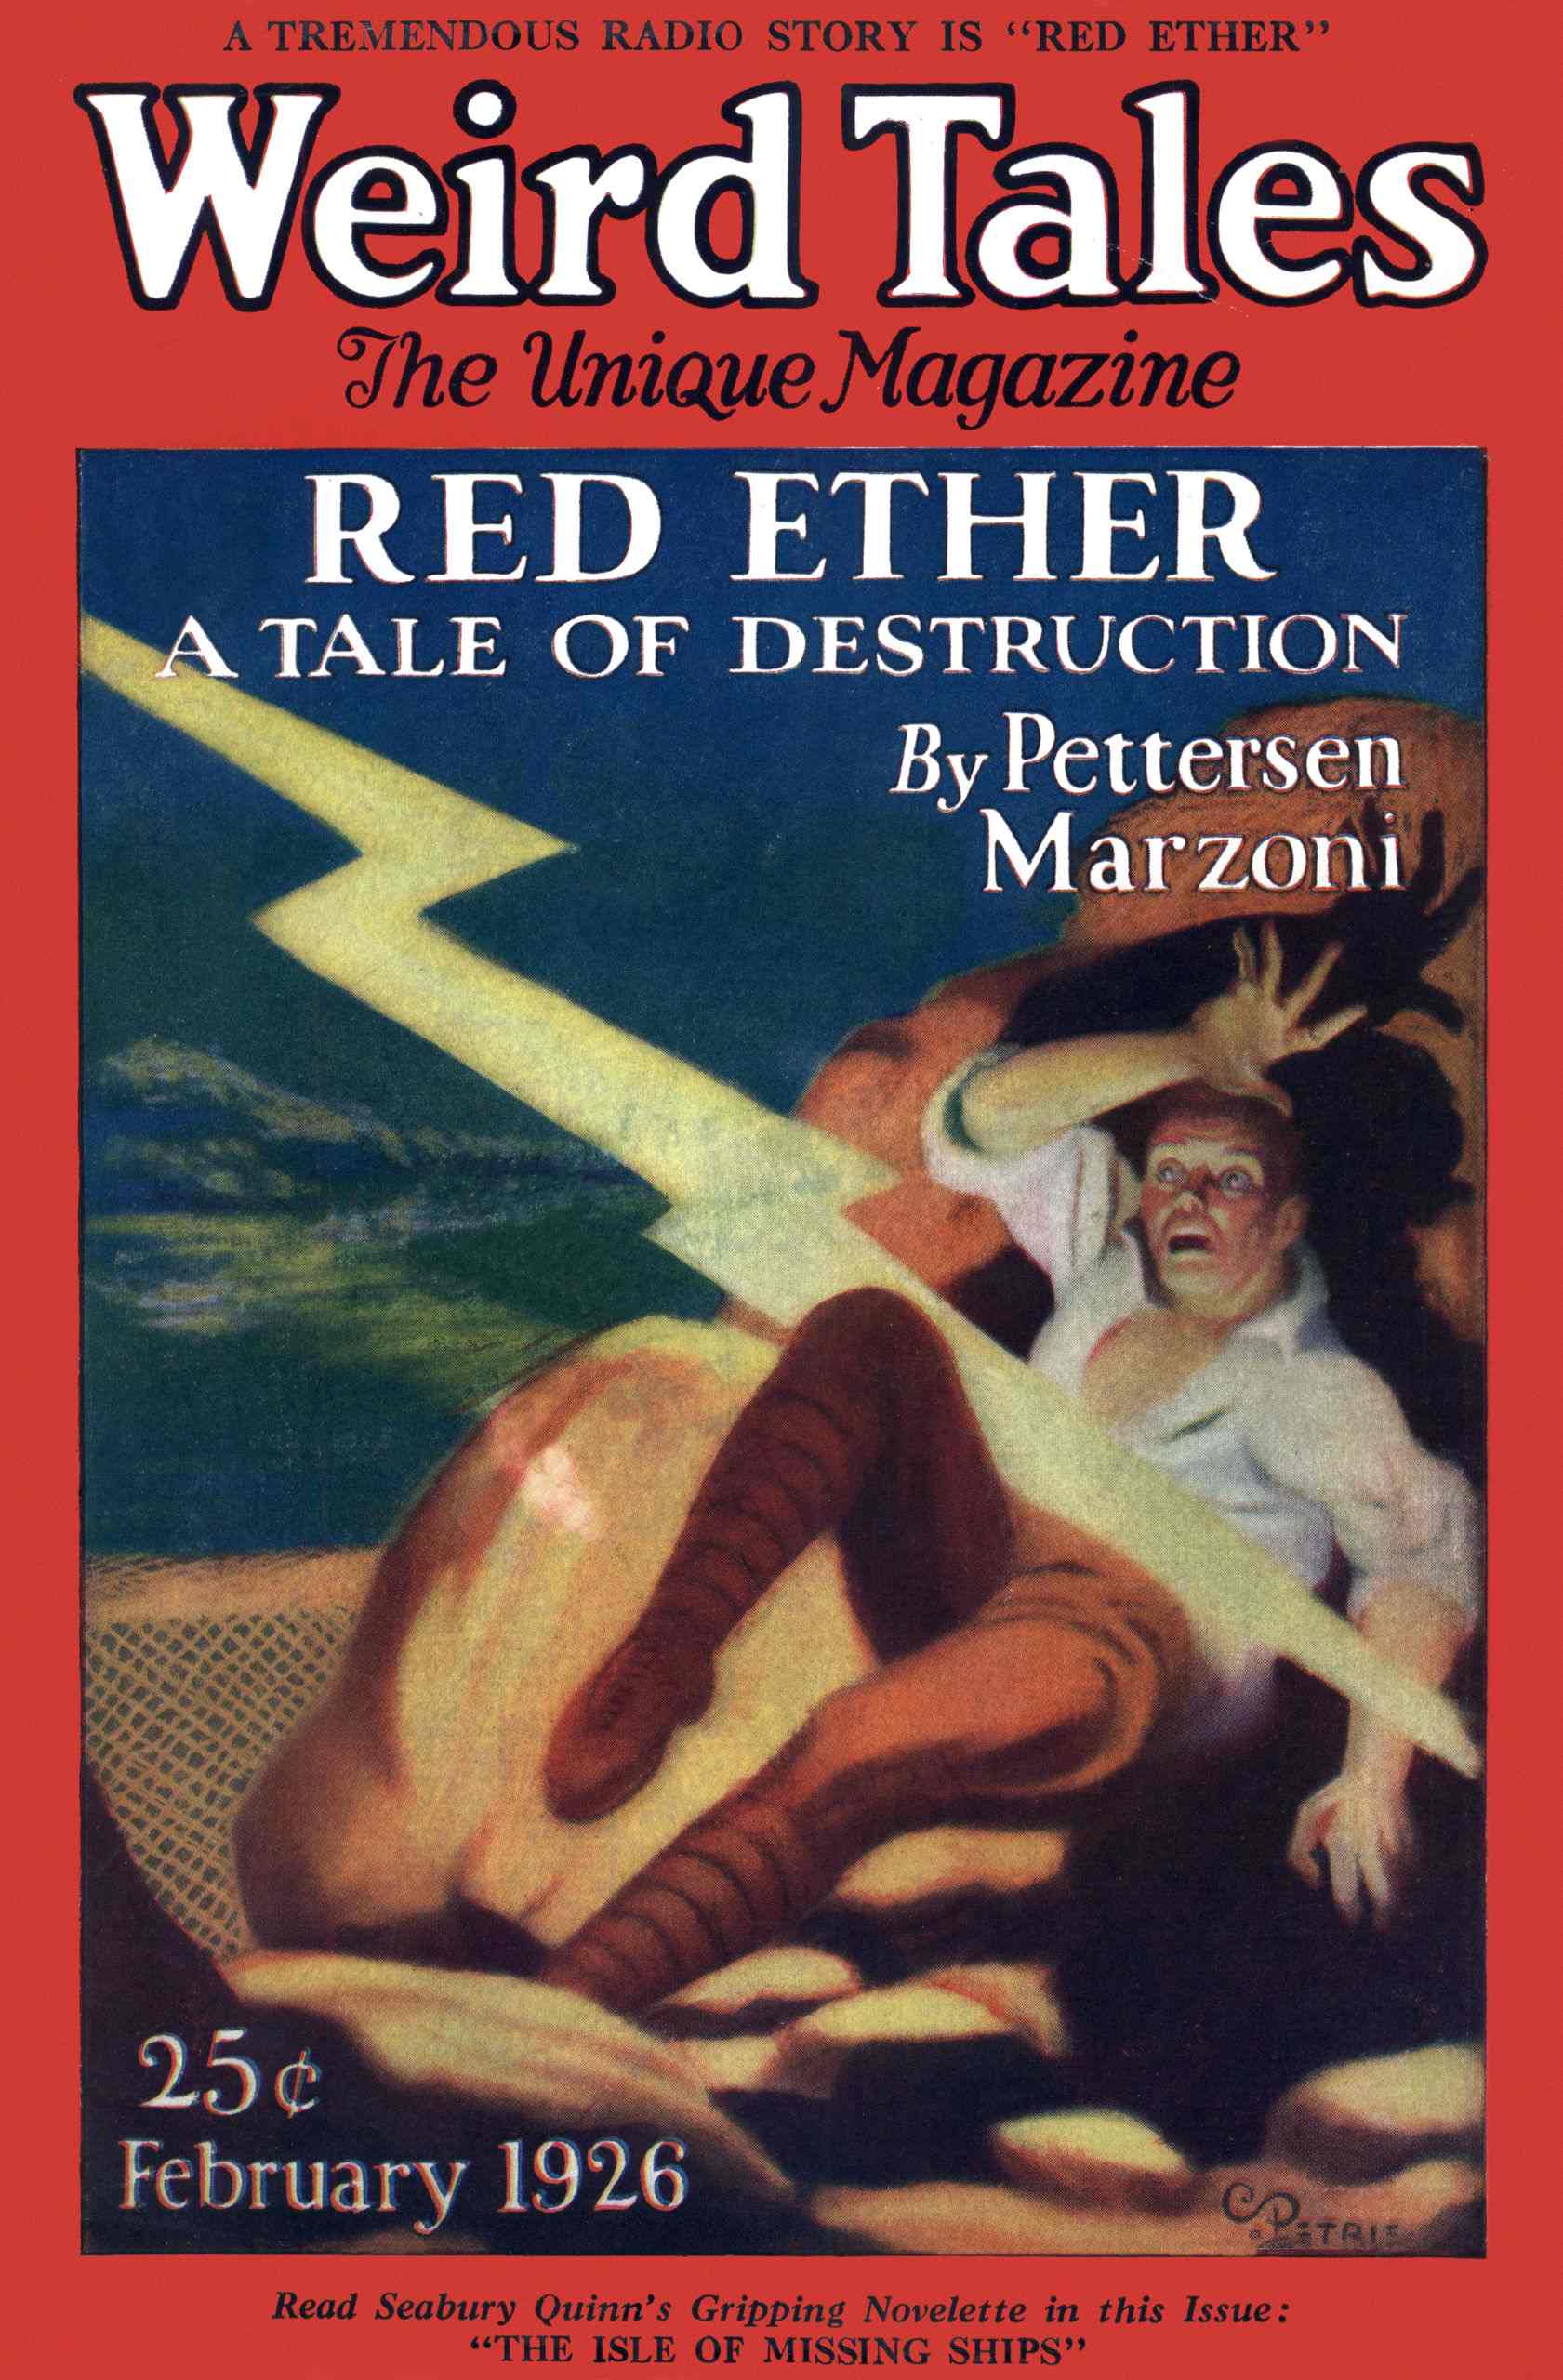 A TREMENDOUS RADIO STORY IS “RED ETHER”
Weird Tales
The Unique Magazine
RED ETHER
A TALE OF DESTRUCTION
By Pettersen
Marzoni
25¢
February 1926
C PETRIE
Read Seabury Quinn’s Gripping Novelette in this Issue:
“THE ISLE OF MISSING SHIPS”